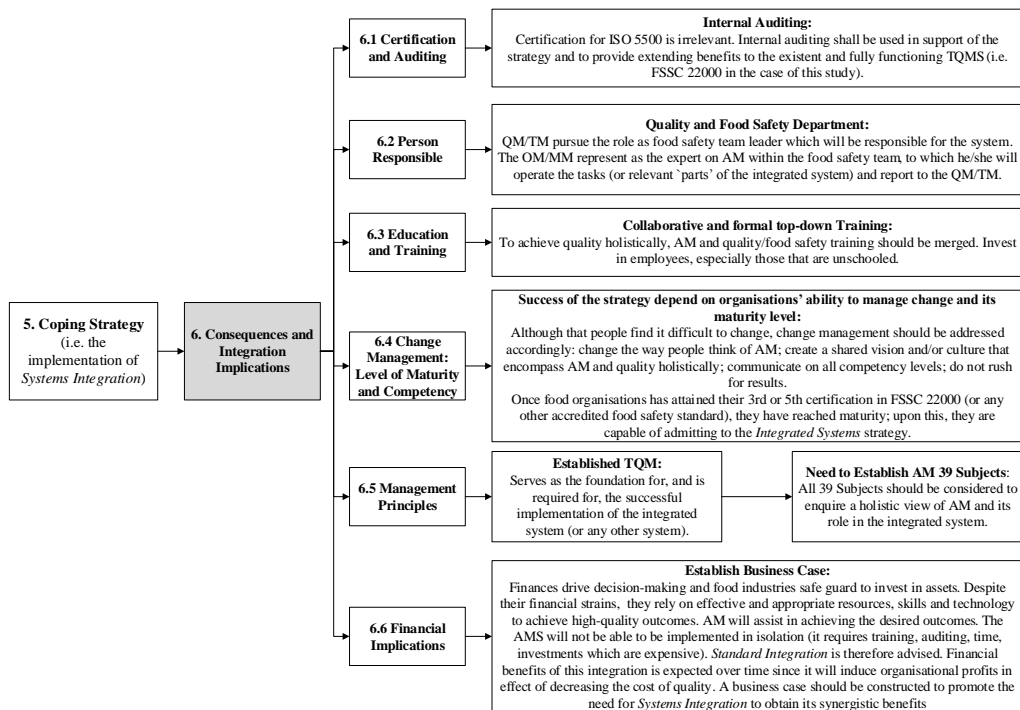 6.1 Certification
and Auditing
Internal Auditing:
Certification for ISO 5500 is irrelevant. Internal auditing shall be used in support of the
strategy and to provide extending benefits to the existent and fully functioning TQMS (i.e.
FSSC 22000 in the case of this study).
6.2 Person
Responsible
Quality and Food Safety Department:
QM/TM pursue the role as food safety team leader which will be responsible for the system.
The OM/MM represent as the expert on AM within the food safety team, to which he/she will
operate the tasks (or relevant `parts' of the integrated system) and report to the QM/TM.
6.3 Education
and Training
Collaborative and formal top-down Training:
To achieve quality holistically, AM and quality/food safety training should be merged. Invest
in employees, especially those that are unschooled.
5. Coping Strategy
(i.e. the
implementation of
Systems Integration)
6. Consequences and
Integration
Implications
6.4 Change
Management:
Level of Maturity
and Competency
Success of the strategy depend on organisations' ability to manage change and its
maturity level:
Although that people find it difficult to change, change management should be addressed
accordingly: change the way people think of AM; create a shared vision and/or culture that
encompass AM and quality holistically; communicate on all competency levels; do not rush
for results.
Once food organisations has attained their 3rd or 5th certification in FSSC 22000 (or any
other accredited food safety standard), they have reached maturity; upon this, they are
capable of admitting to the Integrated Systems strategy.
6.5 Management
Principles
Established TQM:
Serves as the foundation for, and is
required for, the successful
implementation of the integrated
system (or any other system).
Need to Establish AM 39 Subjects:
All 39 Subjects should be considered to
enquire a holistic view of AM and its
role in the integrated system.
6.6 Financial
Implications
Establish Business Case:
Finances drive decision-making and food industries safe guard to invest in assets. Despite
their financial strains, they rely on effective and appropriate resources, skills and technology
to achieve high-quality outcomes. AM will assist in achieving the desired outcomes. The
AMS will not be able to be implemented in isolation (it requires training, auditing, time,
investments which are expensive). Standard Integration is therefore advised. Financial
benefits of this integration is expected over time since it will induce organisational profits in
effect of decreasing the cost of quality. A business case should be constructed to promote the
need for Systems Integration to obtain its synergistic benefits